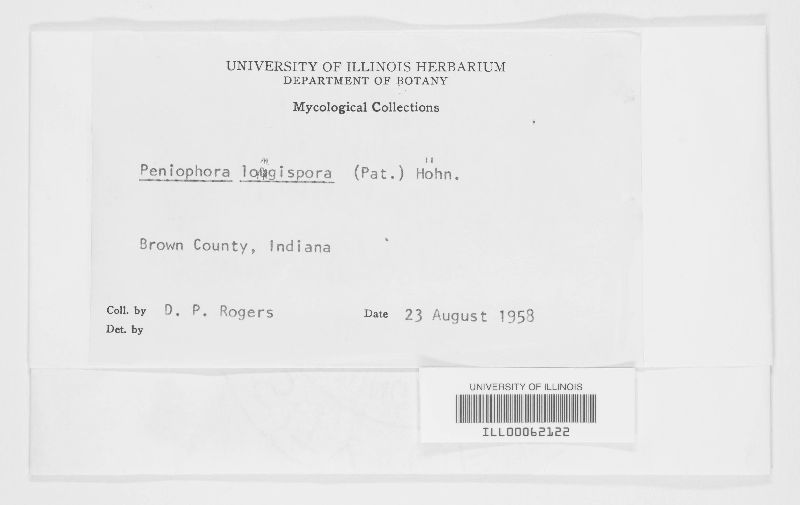 UNIVERSITY OF ILLINOIS HERBARIUM
DEPARTMENT OF BOTANY
Mycological Collections
Peniophora longispora (Pat.) Höhn.
Brown County, Indiana
Coll. by D. P. Rogers Date 23 August 1958
Det. by
UNIVERSITY OF ILLINOIS
ILL00062122